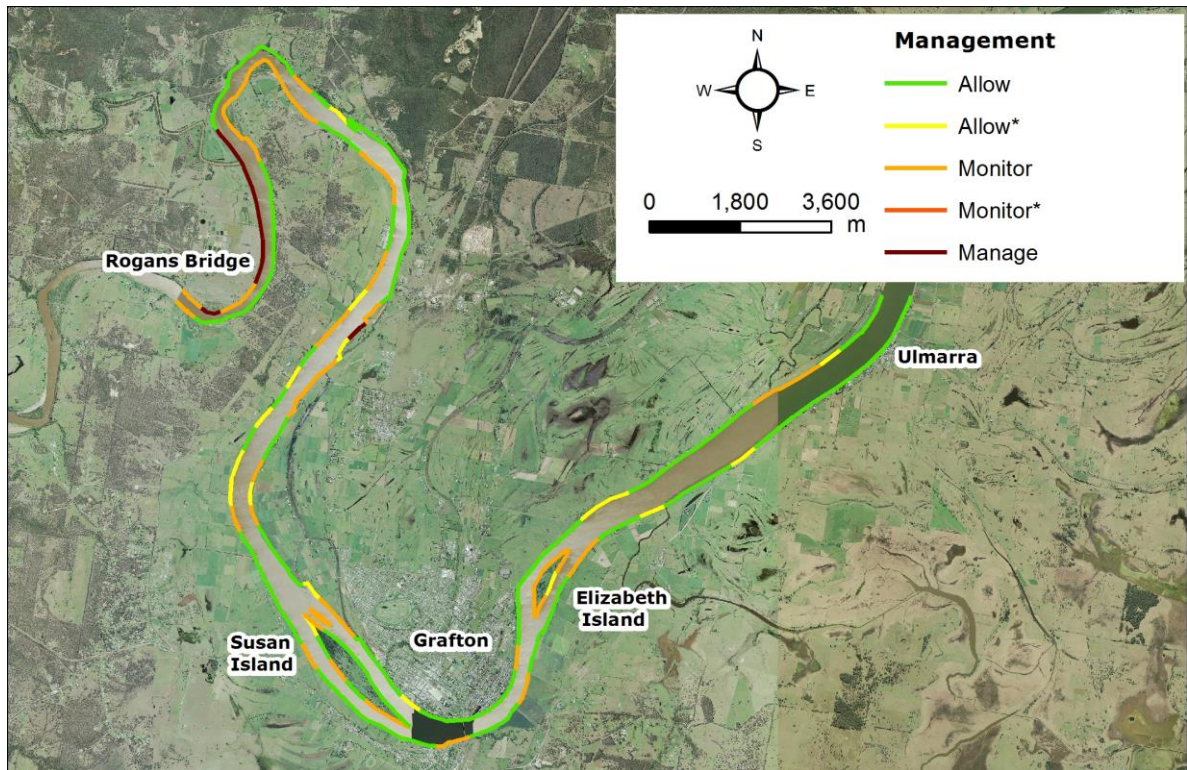 N
W E
S
0 1,800 3,600
m
Management
Allow
Allow*
Monitor
Monitor*
Manage
Rogans Bridge
Ulmarra
Elizabeth
Island
Grafton
Susan
Island